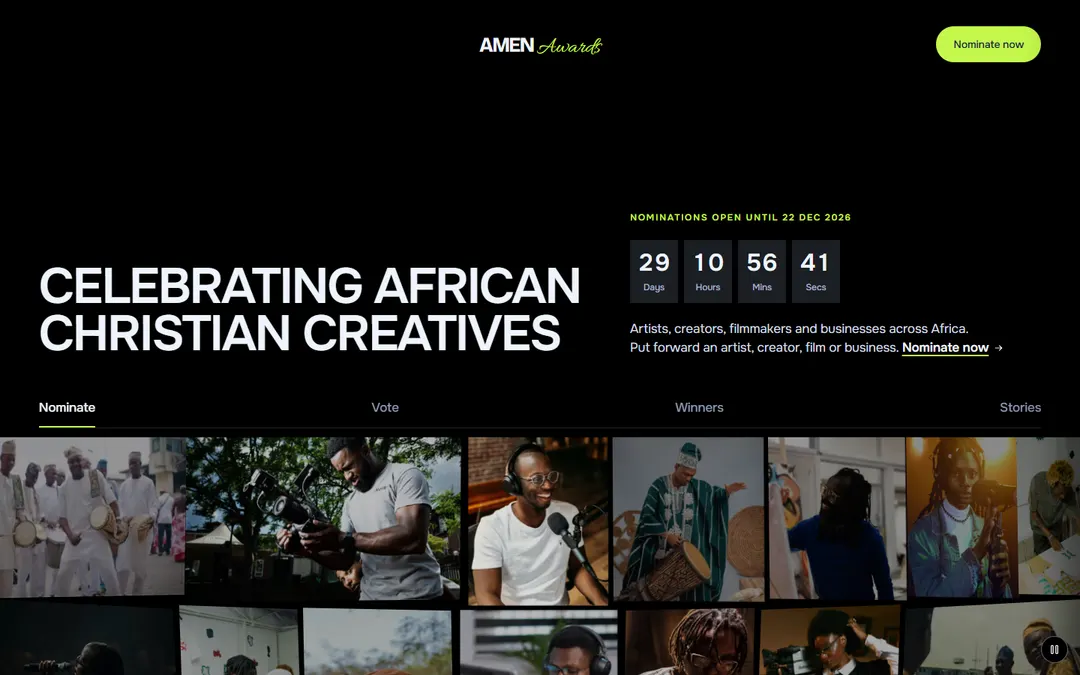 AMEN Awards
Nominate now
NOMINATIONS OPEN UNTIL 22 DEC 2026
29 10 56 41
Days Hours Mins Secs
CELEBRATING AFRICAN
CHRISTIAN CREATIVES
Artists, creators, filmmakers and businesses across Africa.
Put forward an artist, creator, film or business. Nominate now →
Nominate Vote Winners Stories